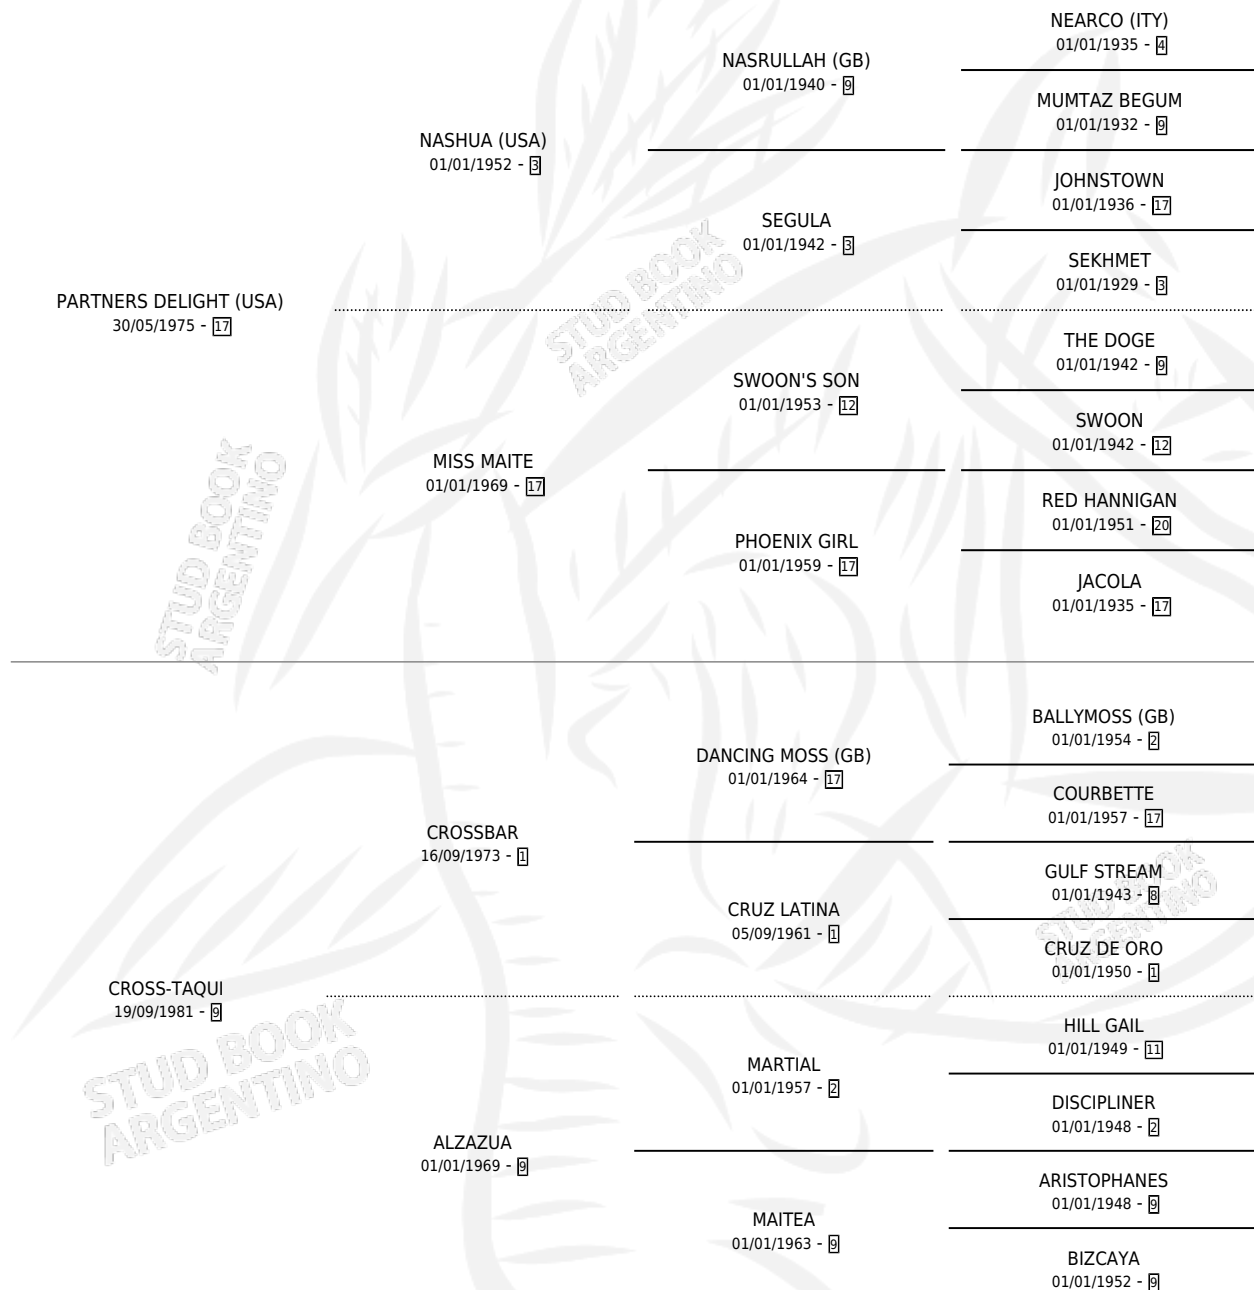 NEARCO (ITY)
01/01/1935 - 4
NASRULLAH (GB)
01/01/1940 - 9
MUMTAZ BEGUM
01/01/1932 - 9
NASHUA (USA)
01/01/1952 - 3
JOHNSTOWN
01/01/1936 - 17
SEGULA
01/01/1942 - 3
SEKHMET
01/01/1929 - 3
PARTNERS DELIGHT (USA)
30/05/1975 - 17
THE DOGE
01/01/1942 - 9
SWOON'S SON
01/01/1953 - 12
SWOON
01/01/1942 - 12
MISS MAITE
01/01/1969 - 17
RED HANNIGAN
01/01/1951 - 20
PHOENIX GIRL
01/01/1959 - 17
JACOLA
01/01/1935 - 17
BALLYMOSS (GB)
01/01/1954 - 2
DANCING MOSS (GB)
01/01/1964 - 17
COURBETTE
01/01/1957 - 17
CROSSBAR
16/09/1973 - 1
GULF STREAM
01/01/1943 - 8
CRUZ LATINA
05/09/1961 - 1
CRUZ DE ORO
01/01/1950 - 1
CROSS-TAQUI
19/09/1981 - 9
HILL GAIL
01/01/1949 - 11
MARTIAL
01/01/1957 - 2
DISCIPLINER
01/01/1948 - 2
ALZAZUA
01/01/1969 - 9
ARISTOPHANES
01/01/1948 - 9
MAITEA
01/01/1963 - 9
BIZCAYA
01/01/1952 - 9
STUD BOOK
ARGENTINO
STUD BOOK
ARGENTINO
STUD BOOK
ARGENTINO
STUD BOOK
ARGENTINO